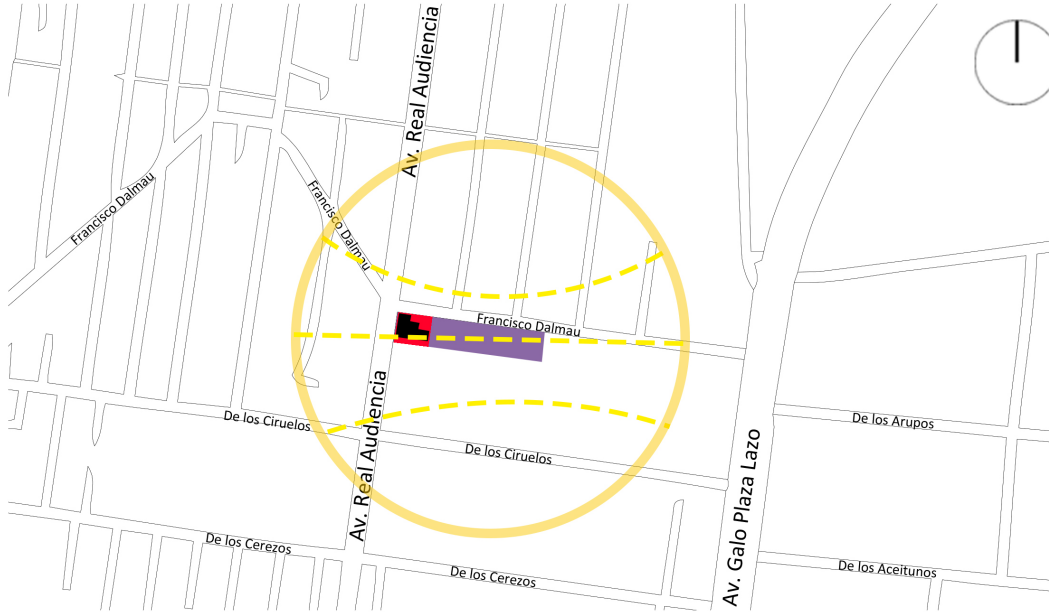 Av. Real Audiencia
Francisco Dalmau
Francisco Dalmau
Francisco Dalmau
De los Ciruelos
De los Ciruelos
Av. Real Audiencia
De los Arupos
Av. Galo Plaza Lazo
De los Cerezos
De los Cerezos
De los Aceitunos